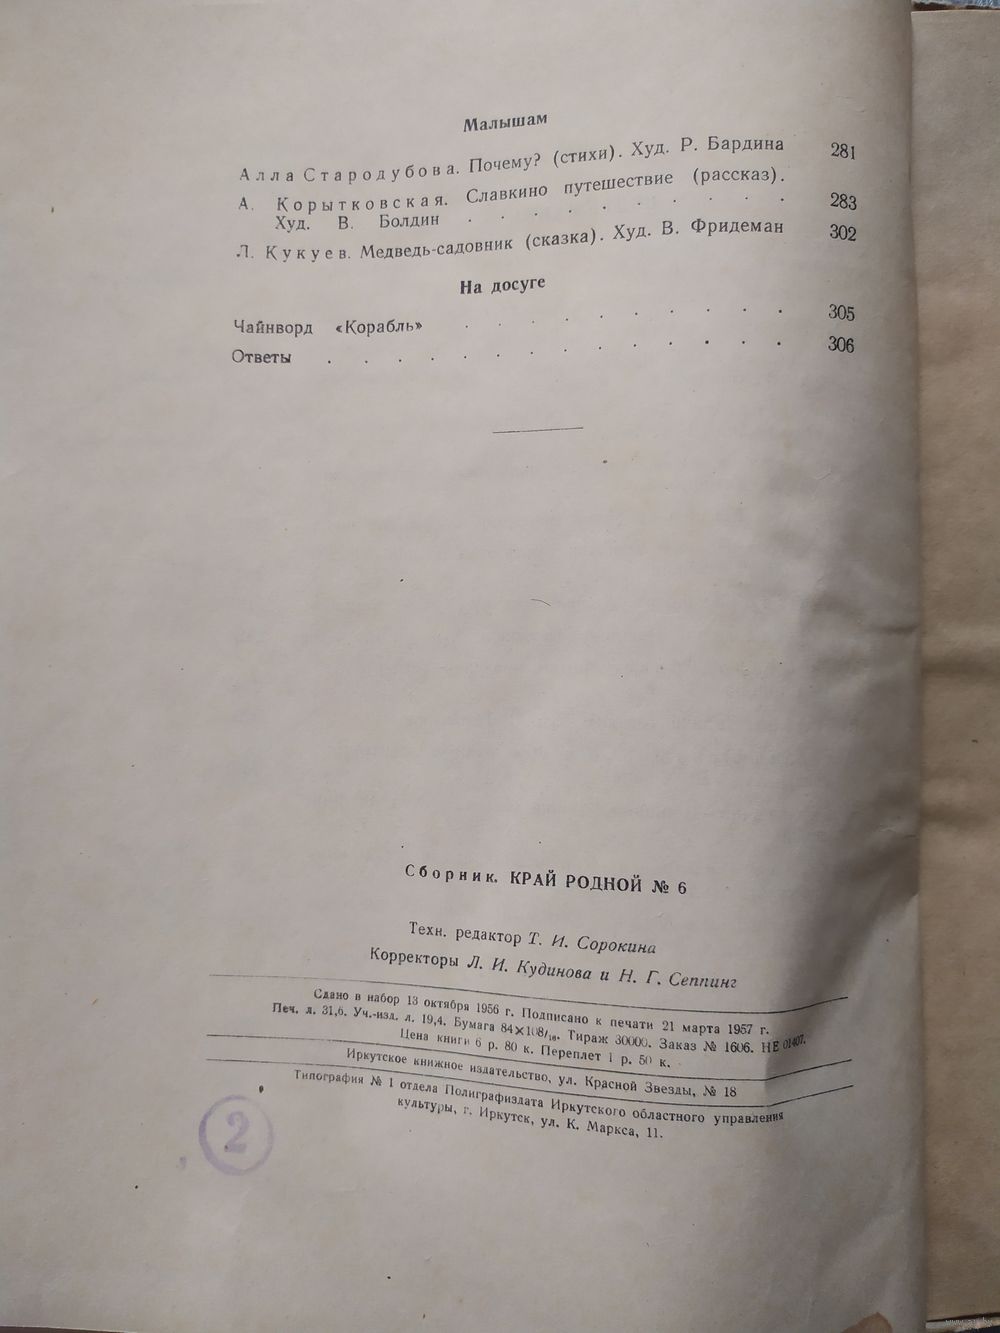 Малышам
Алла Стародубова. Почему? (стихи). Худ. Р. Бардина 281
А. Корытковская. Славкино путешествие (рассказ).
Худ. В. Болдин . . . . . . . . . 283
Л. Кукуев. Медведь-садовник (сказка). Худ. В. Фридеман 302
На досуге
Чайнворд «Корабль» . . . . . . . . . 305
Ответы . . . . . . . . . . . . . 306
Сборник. КРАЙ РОДНОЙ № 6
Техн. редактор Т. И. Сорокина
Корректоры Л. И. Кудинова и Н. Г. Сеппинг
Сдано в набор 13 октября 1956 г. Подписано к печати 21 марта 1957 г.
Печ. л. 31,6. Уч.-изд. л. 19,4. Бумага 84×108/16. Тираж 30000. Заказ № 1606. НЕ 01407.
Цена книги 6 р. 80 к. Переплет 1 р. 50 к.
Иркутское книжное издательство, ул. Красной Звезды, № 18
Типография № 1 отдела Полиграфиздата Иркутского областного управления
культуры, г. Иркутск, ул. К. Маркса, 11.
2